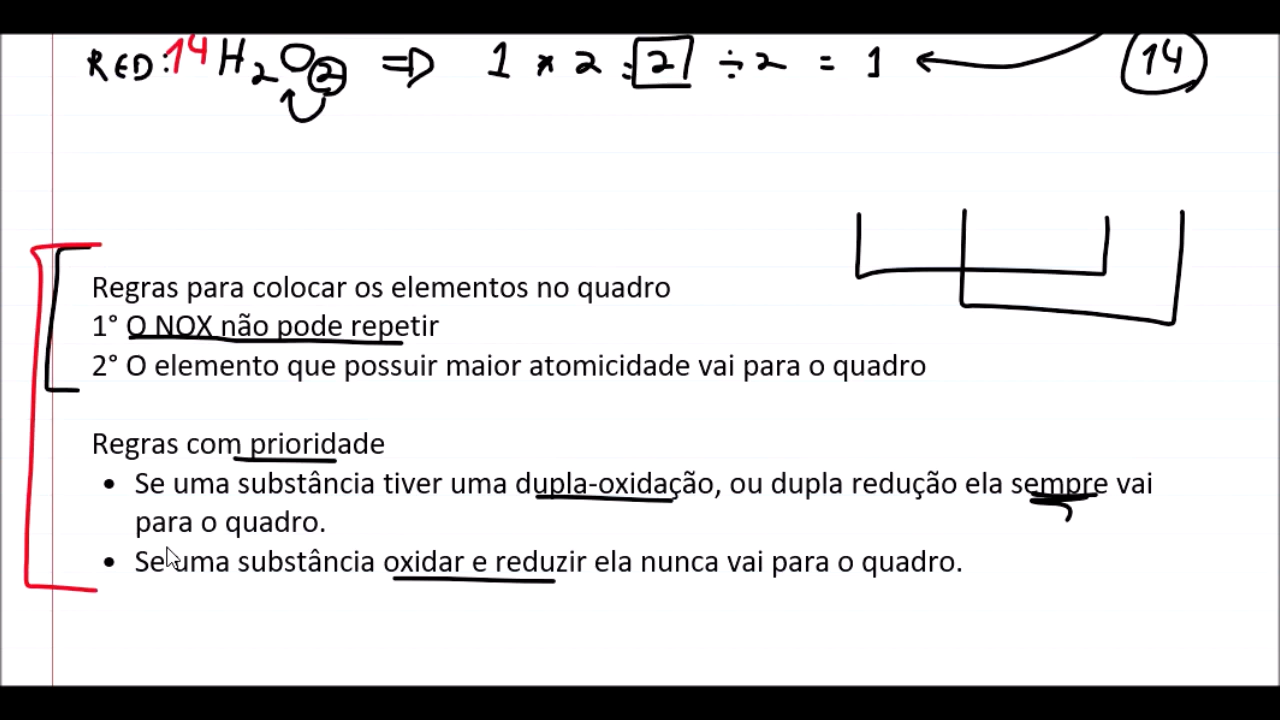 RED: 14 H2O2 ⇒ 1 * 2 = 2 ÷ 2 = 1 ← 14
Regras para colocar os elementos no quadro
1° O NOX não pode repetir
2° O elemento que possuir maior atomicidade vai para o quadro
Regras com prioridade
• Se uma substância tiver uma dupla-oxidação, ou dupla redução ela sempre vai
para o quadro.
• Se uma substância oxidar e reduzir ela nunca vai para o quadro.